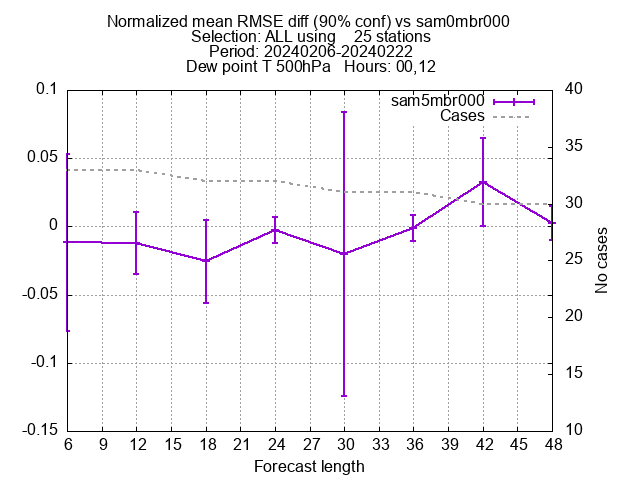 Normalized mean RMSE diff (90% conf) vs sam0mbr000
Selection: ALL using    25 stations
Period: 20240206-20240222
Dew point T 500hPa   Hours: 00,12
sam5mbr000
Cases
0.1
0.05
0
-0.05
-0.1
-0.15
40
35
30
25
20
15
10
No cases
6 9 12 15 18 21 24 27 30 33 36 39 42 45 48
Forecast length